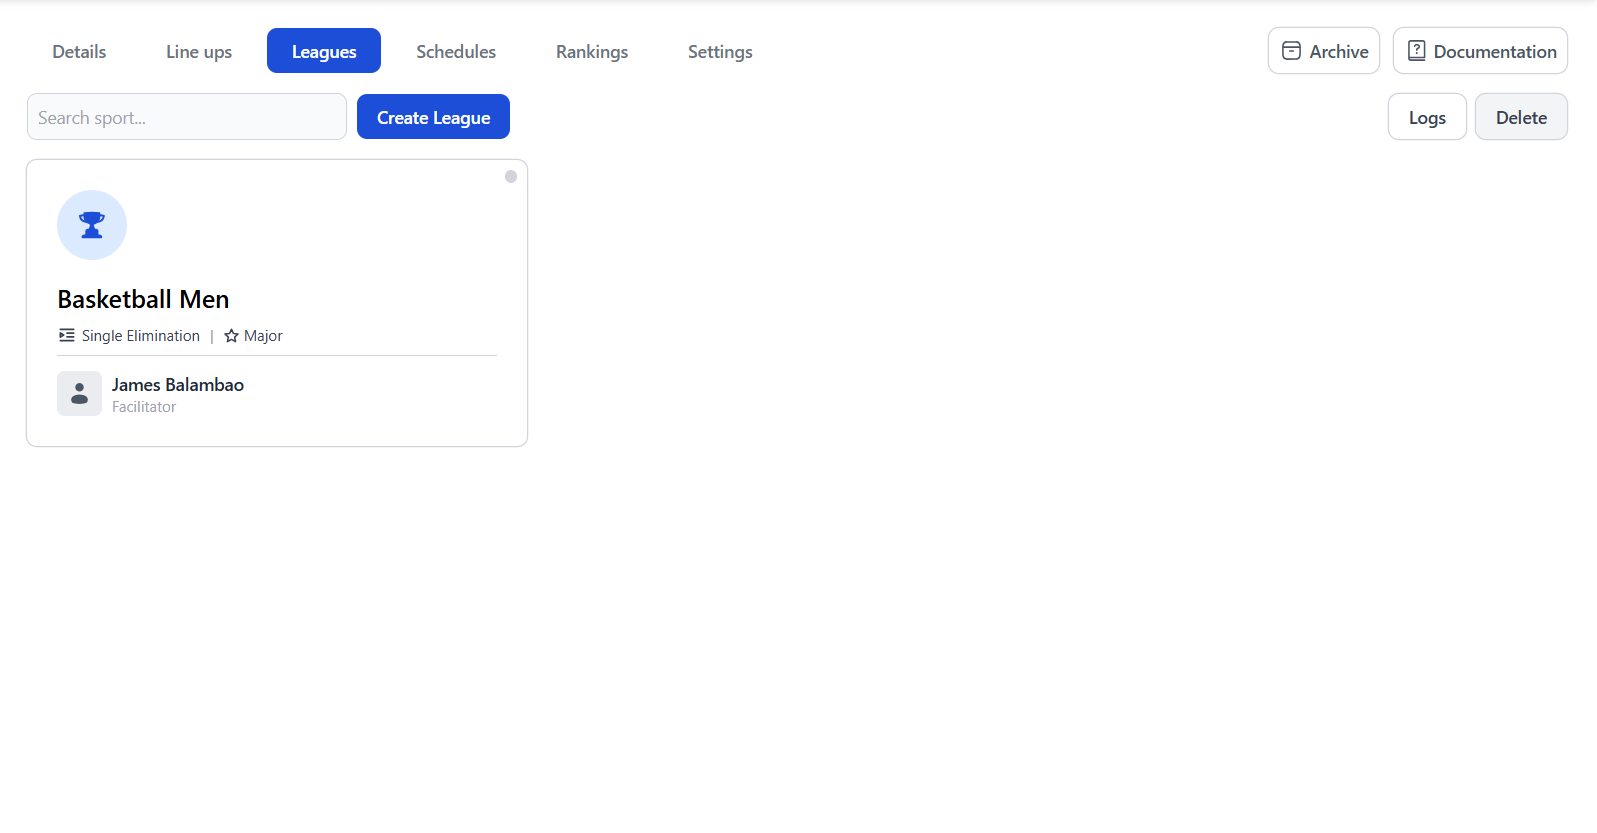 Details Line ups Leagues Schedules Rankings Settings Archive Documentation
Search sport... Create League Logs Delete
Basketball Men
Single Elimination | Major
James Balambao
Facilitator